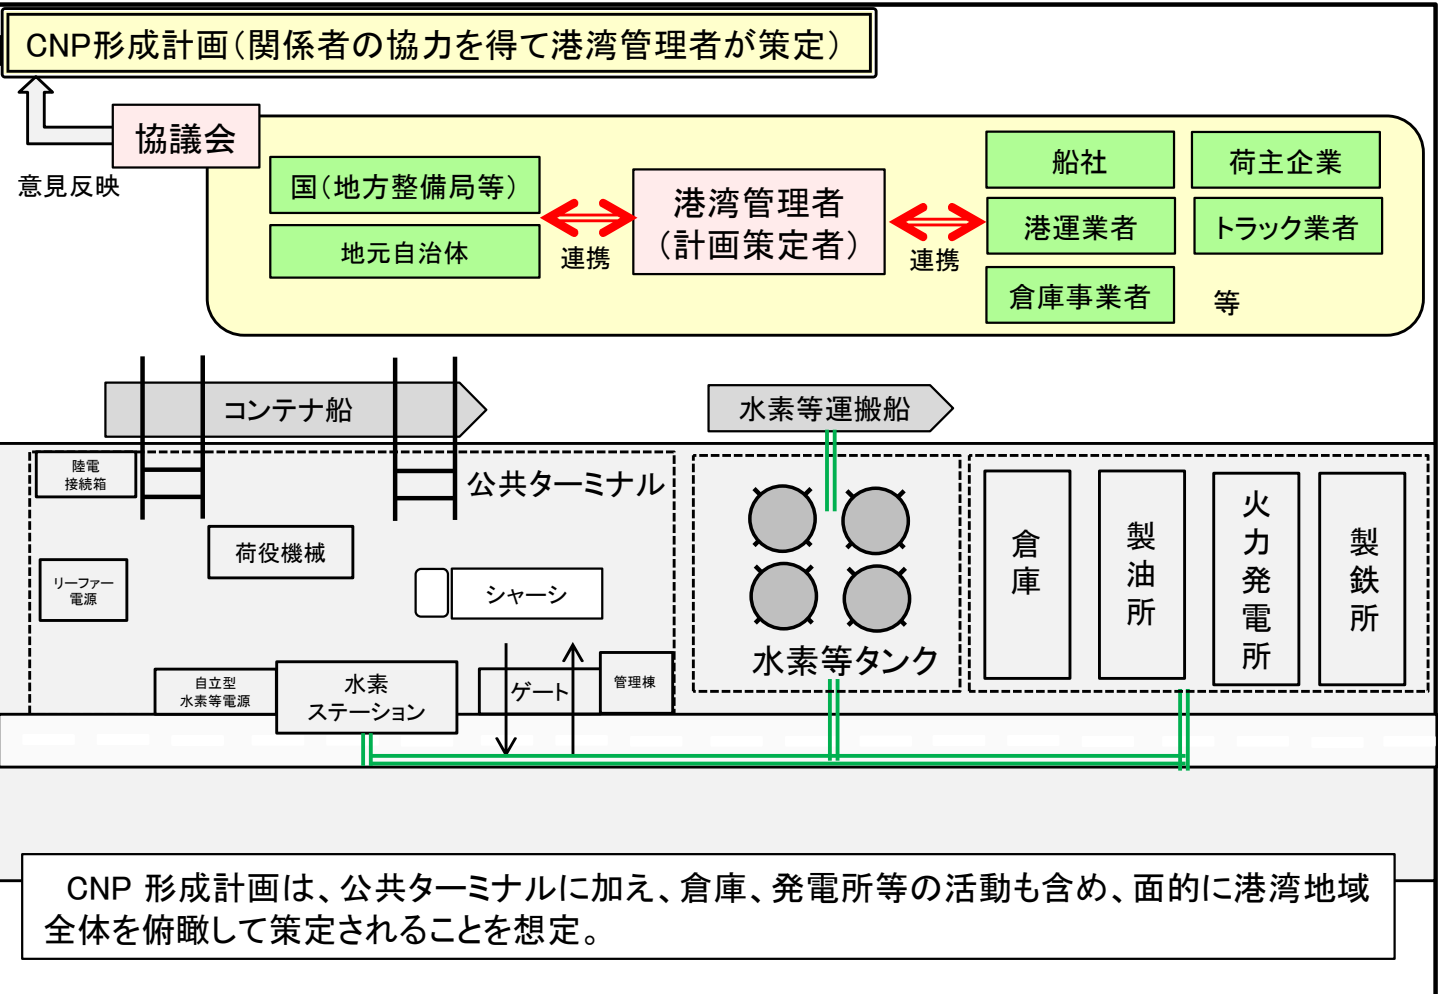 CNP形成計画(関係者の協力を得て港湾管理者が策定)
協議会
意見反映
国(地方整備局等)
地元自治体
連携
港湾管理者
(計画策定者)
連携
船社
荷主企業
港運業者
トラック業者
倉庫事業者
等
コンテナ船
水素等運搬船
陸電
接続箱
公共ターミナル
荷役機械
リーファー
電源
シャーシ
自立型
水素等電源
水素
ステーション
ゲート
管理棟
水素等タンク
倉庫
製油所
火力発電所
製鉄所
CNP 形成計画は、公共ターミナルに加え、倉庫、発電所等の活動も含め、面的に港湾地域
全体を俯瞰して策定されることを想定。